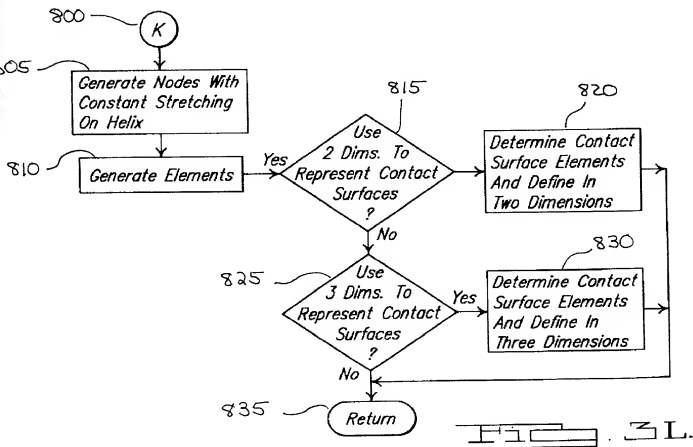 800
K
805
Generate Nodes With
Constant Stretching
On Helix
810
Generate Elements
Yes
815
Use
2 Dims. To
Represent Contact
Surfaces
?
820
Determine Contact
Surface Elements
And Define In
Two Dimensions
No
825
Use
3 Dims. To
Represent Contact
Surfaces
?
Yes
830
Determine Contact
Surface Elements
And Define In
Three Dimensions
No
835
Return
FIG. 3L.